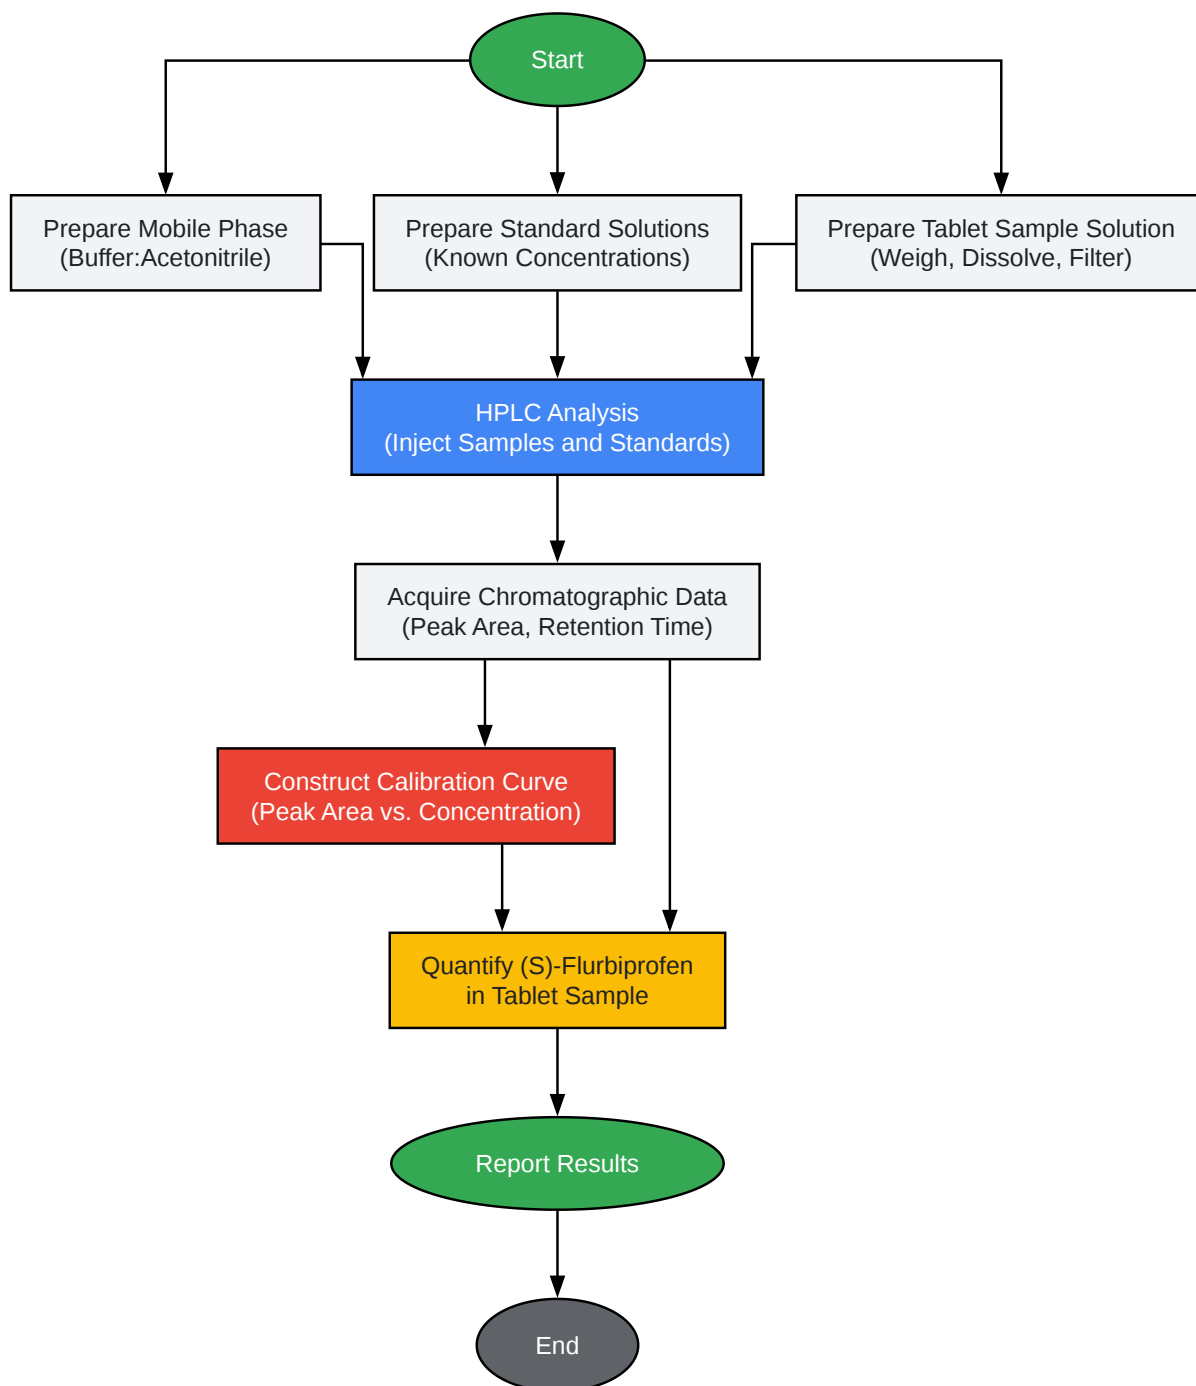 Start
Prepare Mobile Phase
(Buffer:Acetonitrile)
Prepare Standard Solutions
(Known Concentrations)
Prepare Tablet Sample Solution
(Weigh, Dissolve, Filter)
HPLC Analysis
(Inject Samples and Standards)
Acquire Chromatographic Data
(Peak Area, Retention Time)
Construct Calibration Curve
(Peak Area vs. Concentration)
Quantify (S)-Flurbiprofen
in Tablet Sample
Report Results
End